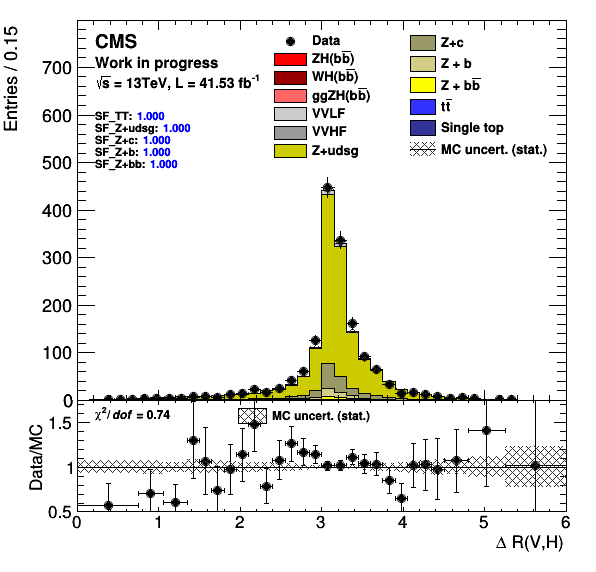 Entries / 0.15
CMS
Work in progress
√s = 13TeV, L = 41.53 fb⁻¹
SF_TT: 1.000
SF_Z+udsg: 1.000
SF_Z+c: 1.000
SF_Z+b: 1.000
SF_Z+bb: 1.000
Data
ZH(bb̅)
WH(bb̅)
ggZH(bb̅)
VVLF
VVHF
Z+udsg
Z+c
Z + b
Z + bb̅
tt̅
Single top
MC uncert. (stat.)
700
600
500
400
300
200
100
0
χ²/dof = 0.74
MC uncert. (stat.)
Data/MC
1.5
1
0.5
0 1 2 3 4 5 6
Δ R(V,H)